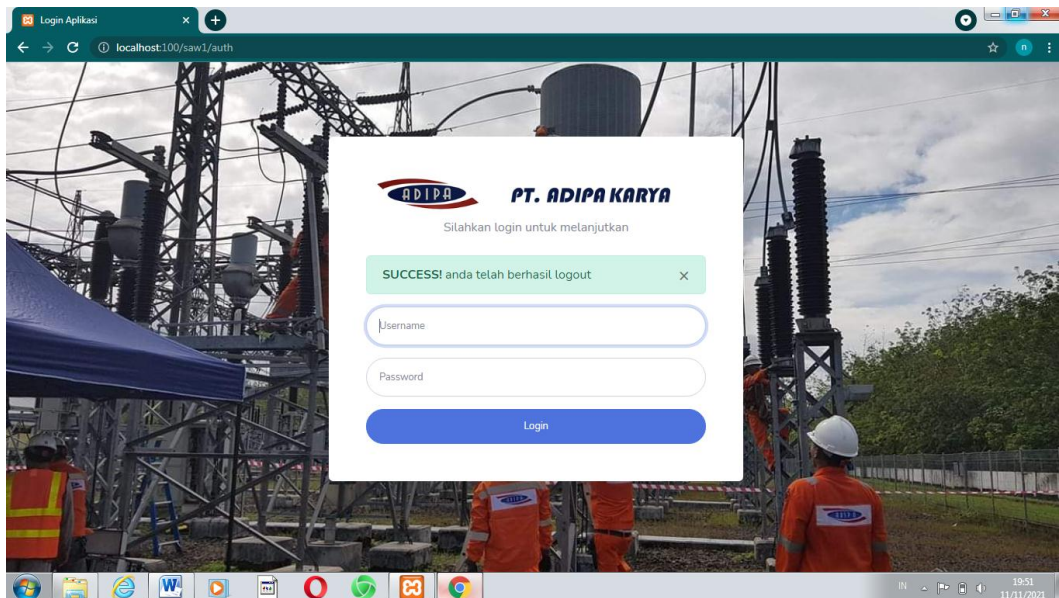 Login Aplikasi
localhost:100/saw1/auth
n
ADIPA
PT. ADIPA KARYA
Silahkan login untuk melanjutkan
SUCCESS! anda telah berhasil logout
Username
Password
Login
ADIPA
ADIPA
IN
19:51
11/11/2021